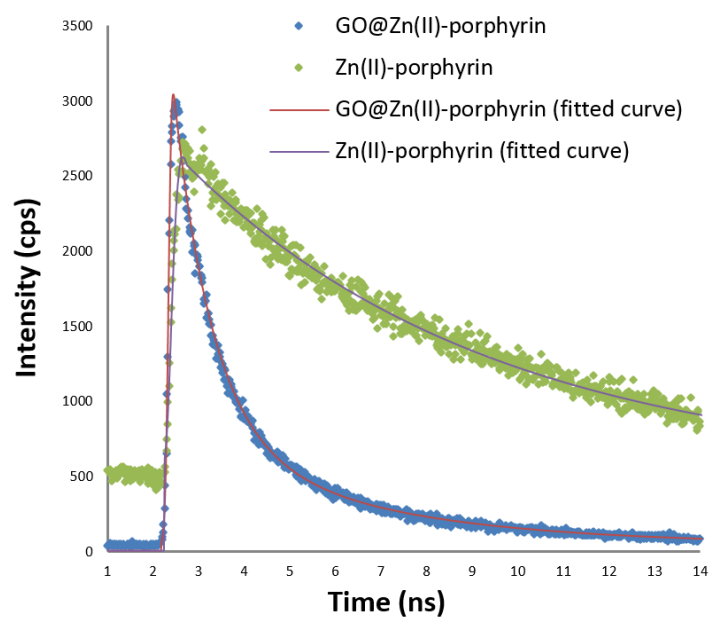 GO@Zn(II)-porphyrin
Zn(II)-porphyrin
GO@Zn(II)-porphyrin (fitted curve)
Zn(II)-porphyrin (fitted curve)
Intensity (cps)
3500
3000
2500
2000
1500
1000
500
0
1 2 3 4 5 6 7 8 9 10 11 12 13 14
Time (ns)